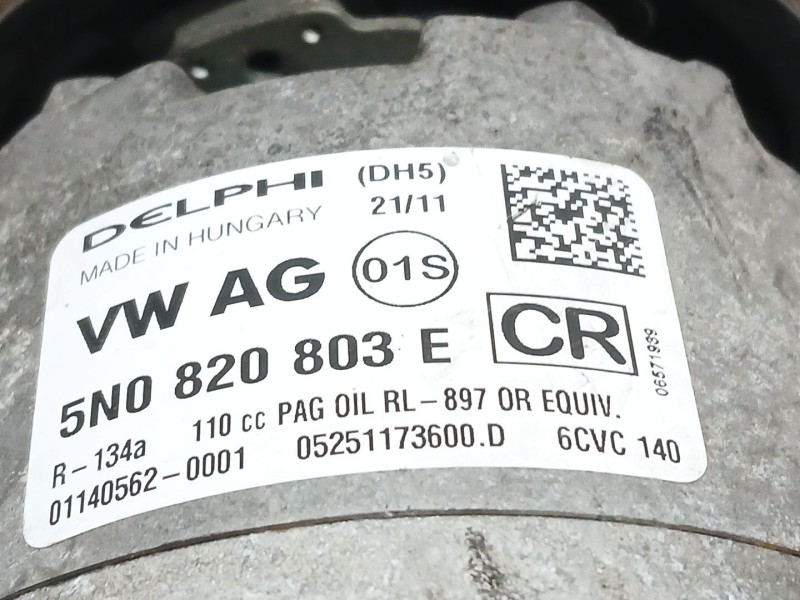 DELPHI (DH5)
MADE IN HUNGARY 21/11
VW AG 01S
5N0 820 803 E CR
06571939
R-134a 110 cc PAG OIL RL-897 OR EQUIV.
01140562-0001 05251173600.D 6CVC 140